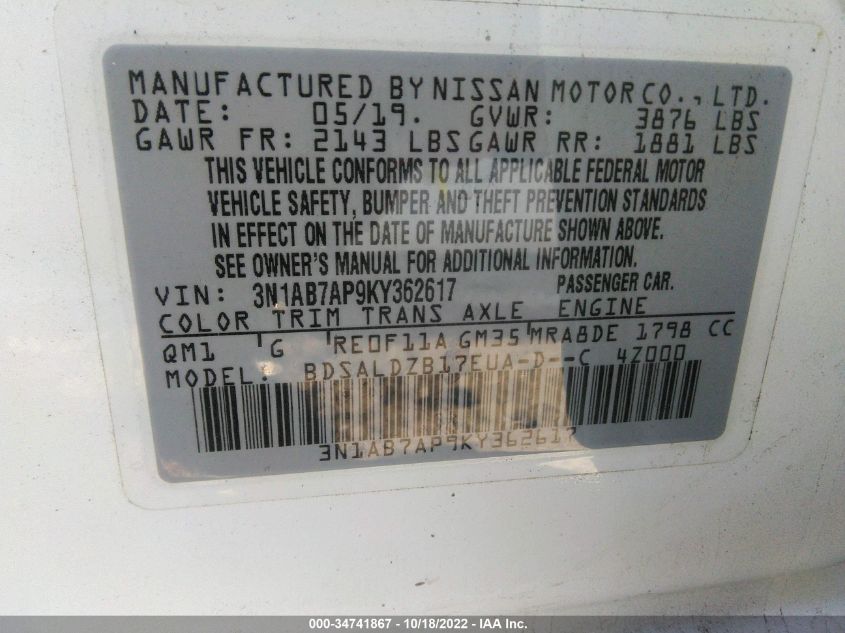 MANUFACTURED BY NISSAN MOTOR CO., LTD.
DATE: 05/19. GVWR: 3876 LBS
GAWR FR: 2143 LBS GAWR RR: 1881 LBS
THIS VEHICLE CONFORMS TO ALL APPLICABLE FEDERAL MOTOR
VEHICLE SAFETY, BUMPER AND THEFT PREVENTION STANDARDS
IN EFFECT ON THE DATE OF MANUFACTURE SHOWN ABOVE.
SEE OWNER'S MANUAL FOR ADDITIONAL INFORMATION.
VIN: 3N1AB7AP9KY362617 PASSENGER CAR.
COLOR TRIM TRANS AXLE ENGINE
QM1 G RE0F11A GM35 MRA8DE 1798 CC
MODEL: BDSALDZB17EUA-D--C 4Z000
3N1AB7AP9KY362617
000-34741867 - 10/18/2022 - IAA Inc.